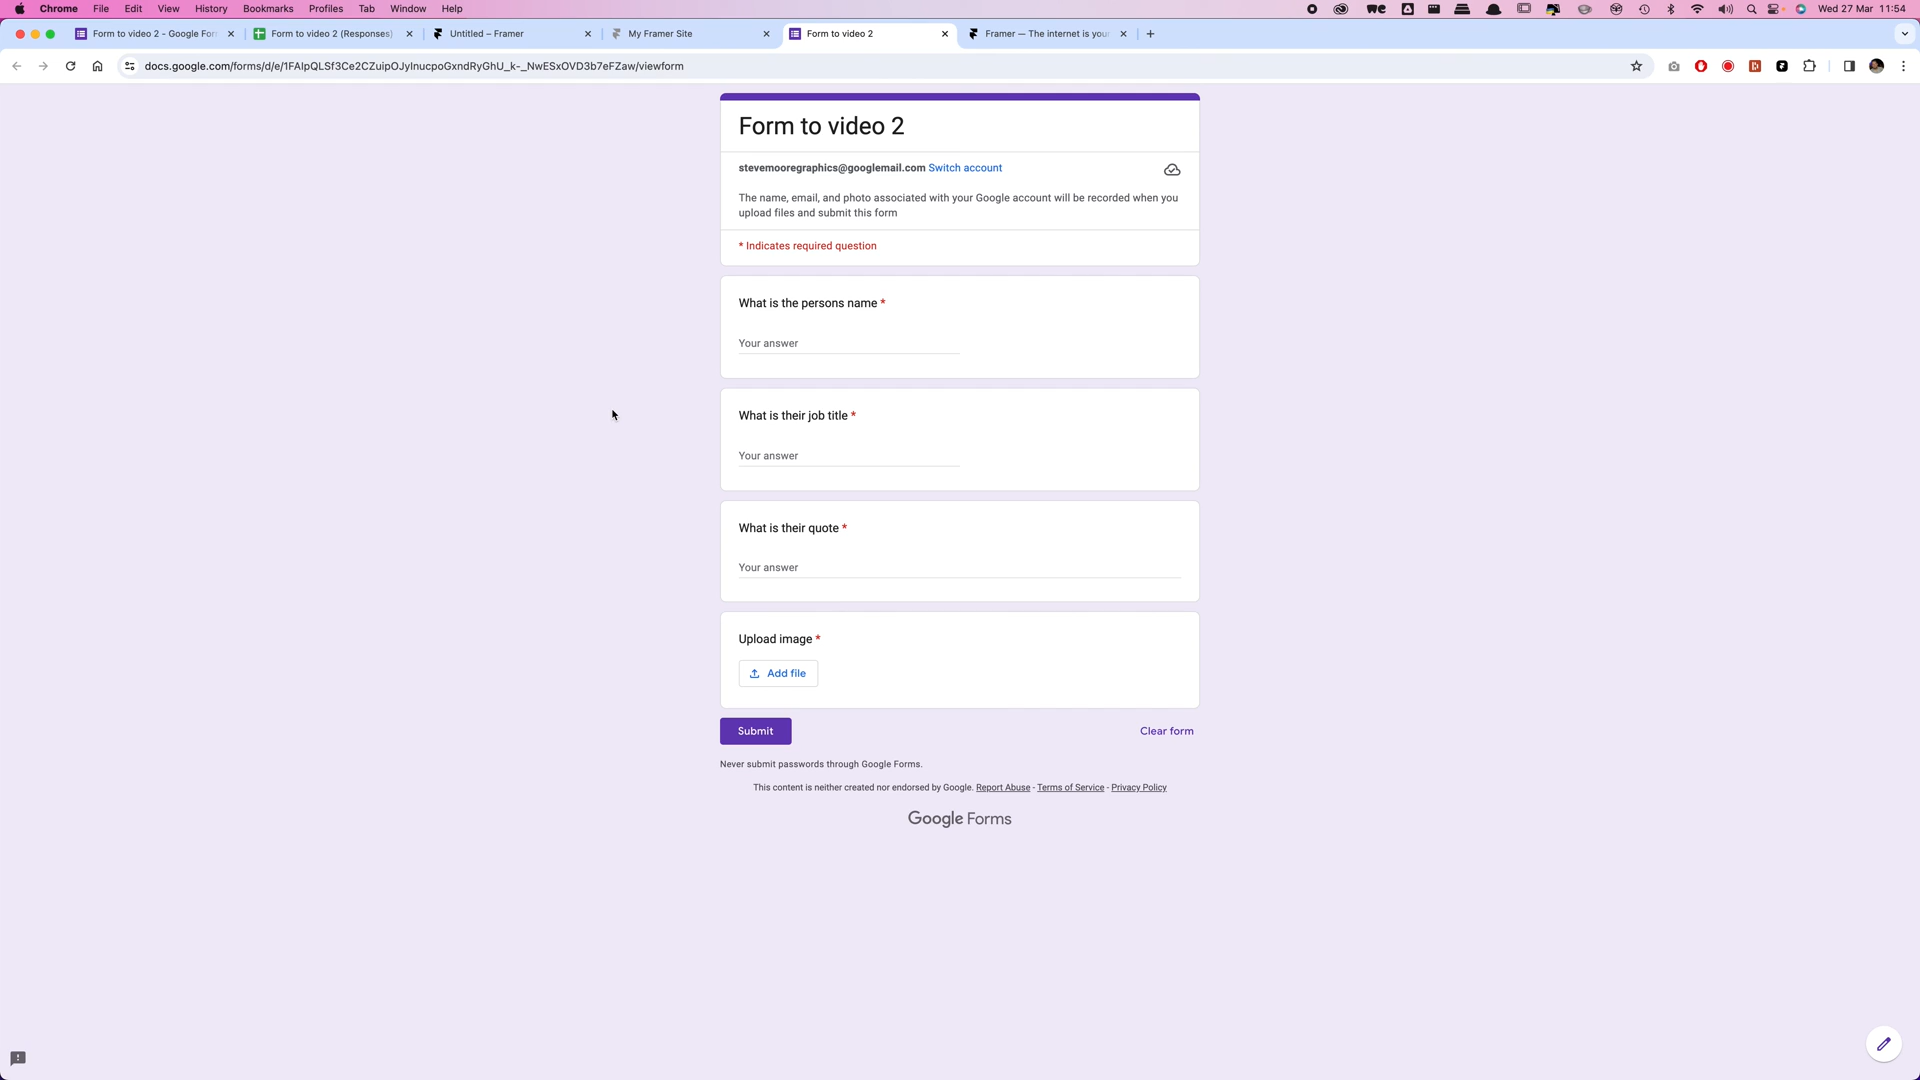 Chrome File Edit View History Bookmarks Profiles Tab Window Help Wed 27 Mar 11:54
Form to video 2 - Google For Form to video 2 (Responses) Untitled – Framer My Framer Site Form to video 2 Framer — The internet is your
docs.google.com/forms/d/e/1FAIpQLSf3Ce2CZuipOJyInucpoGxndRyGhU_k-_NwESxOVD3b7eFZaw/viewform
Form to video 2
stevemooregraphics@googlemail.com Switch account
The name, email, and photo associated with your Google account will be recorded when you
upload files and submit this form
* Indicates required question
What is the persons name *
Your answer
What is their job title *
Your answer
What is their quote *
Your answer
Upload image *
Add file
Submit Clear form
Never submit passwords through Google Forms.
This content is neither created nor endorsed by Google. Report Abuse - Terms of Service - Privacy Policy
Google Forms